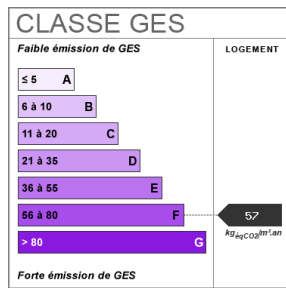 CLASSE GES
Faible émission de GES
LOGEMENT
≤ 5 A
6 à 10 B
11 à 20 C
21 à 35 D
36 à 55 E
56 à 80 F
57
kgéqCO2/m².an
> 80 G
Forte émission de GES